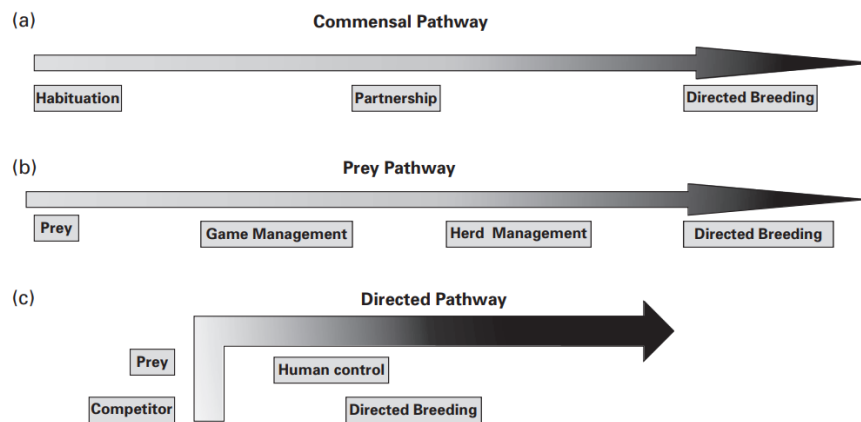 (a)
Commensal Pathway
Habituation
Partnership
Directed Breeding
(b)
Prey Pathway
Prey
Game Management
Herd Management
Directed Breeding
(c)
Directed Pathway
Prey
Human control
Competitor
Directed Breeding